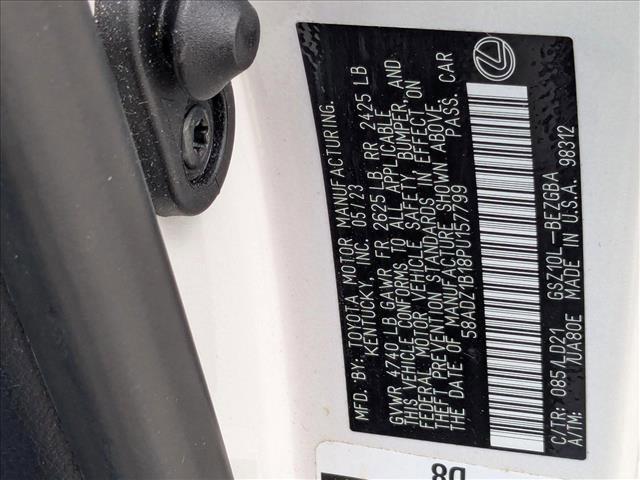 MFD. BY: TOYOTA MOTOR MANUFACTURING.
KENTUCKY, INC. 05/23
GVWR 4740 LB GAWR FR 2625 LB RR 2425 LB
THIS VEHICLE CONFORMS TO ALL APPLICABLE
FEDERAL MOTOR VEHICLE SAFETY, BUMPER, AND
THEFT PREVENTION STANDARDS IN EFFECT ON
THE DATE OF MANUFACTURE SHOWN ABOVE.
58ADZ1B18PU157799 PASS. CAR
C/TR: 085/LD21 GSZ10L-BEZGBA
A/TM: /UA80E MADE IN U.S.A. 98312
D8